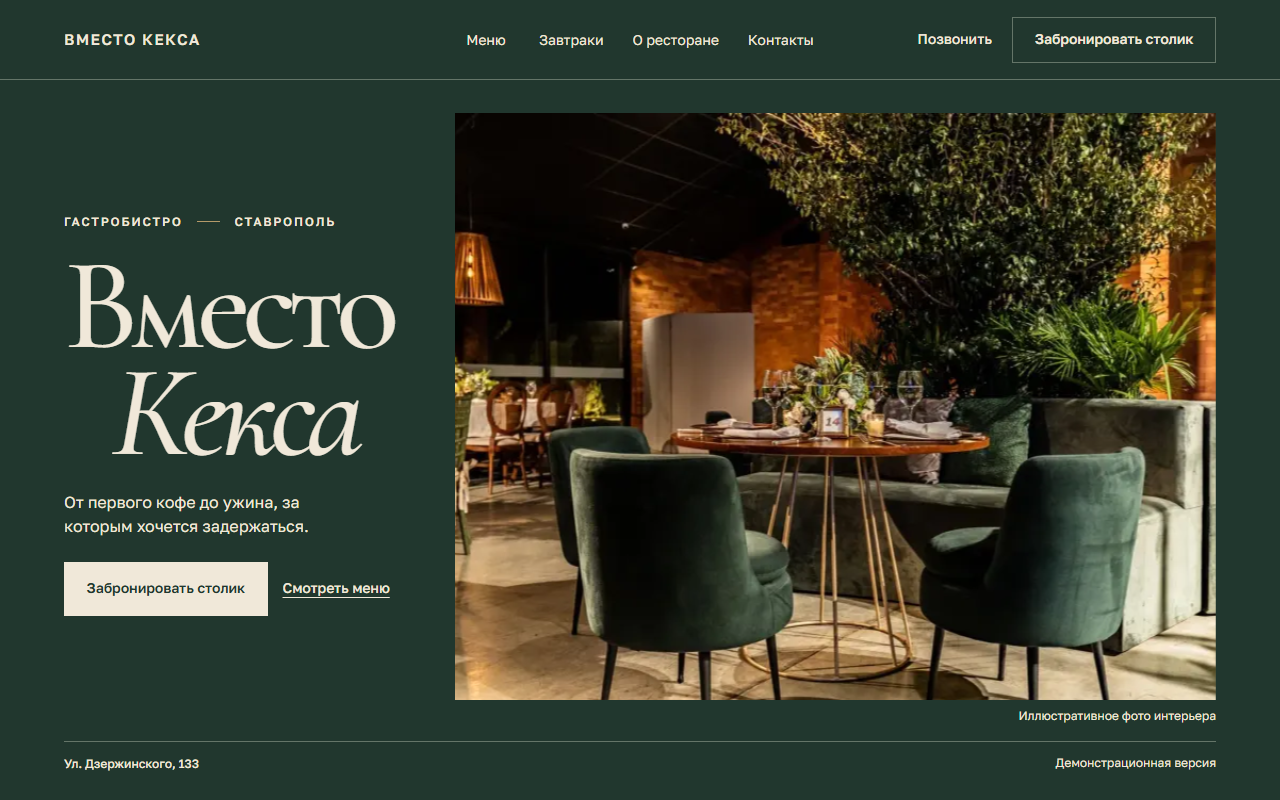 ВМЕСТО КЕКСА
Меню
Завтраки
О ресторане
Контакты
Позвонить
Забронировать столик
ГАСТРОБИСТРО — СТАВРОПОЛЬ
Вместо
Кекса
От первого кофе до ужина, за
которым хочется задержаться.
Забронировать столик
Смотреть меню
14
Иллюстративное фото интерьера
Ул. Дзержинского, 133
Демонстрационная версия